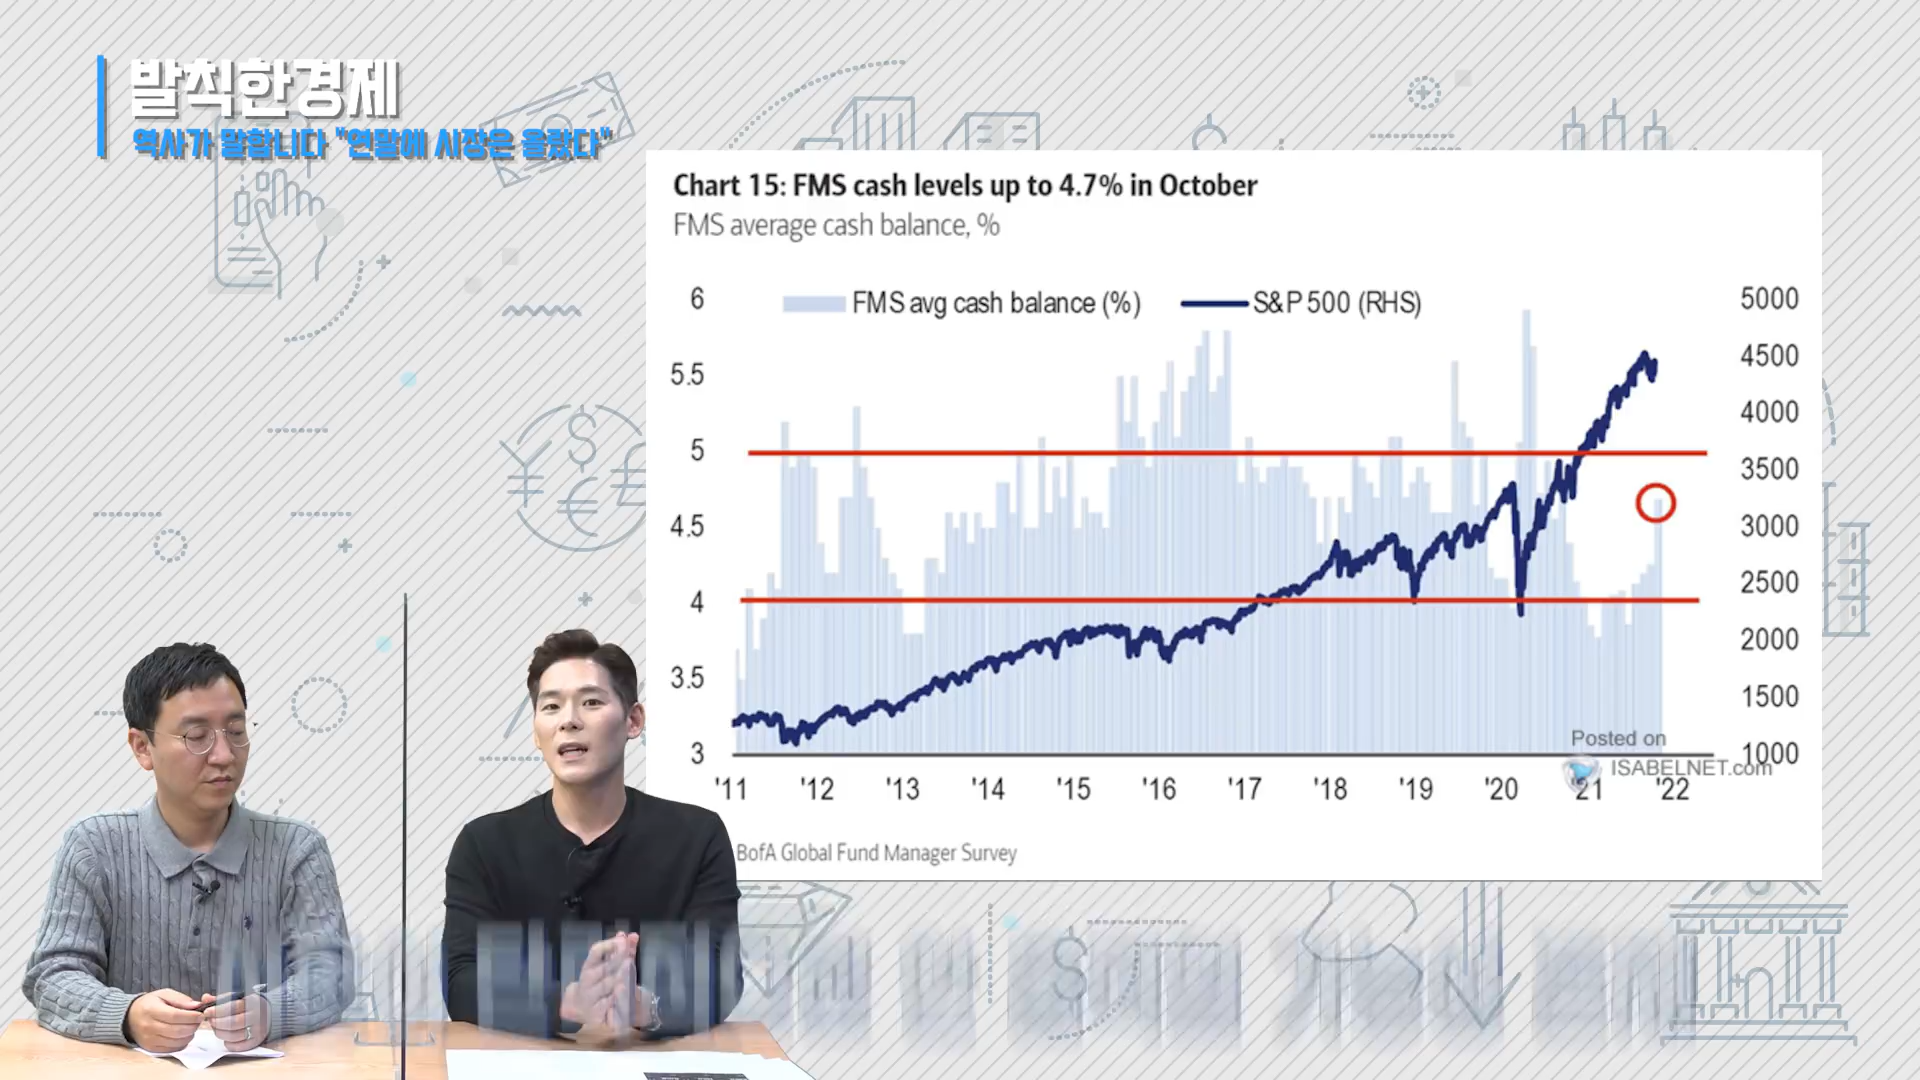 발칙한경제
역사가 말합니다 "연말에 시장은 올랐다"
Chart 15: FMS cash levels up to 4.7% in October
FMS average cash balance, %
FMS avg cash balance (%)
S&P 500 (RHS)
6
5.5
5
4.5
4
3.5
3
5000
4500
4000
3500
3000
2500
2000
1500
1000
Posted on
ISABELNET.com
'11 '12 '13 '14 '15 '16 '17 '18 '19 '20 '21 '22
BofA Global Fund Manager Survey